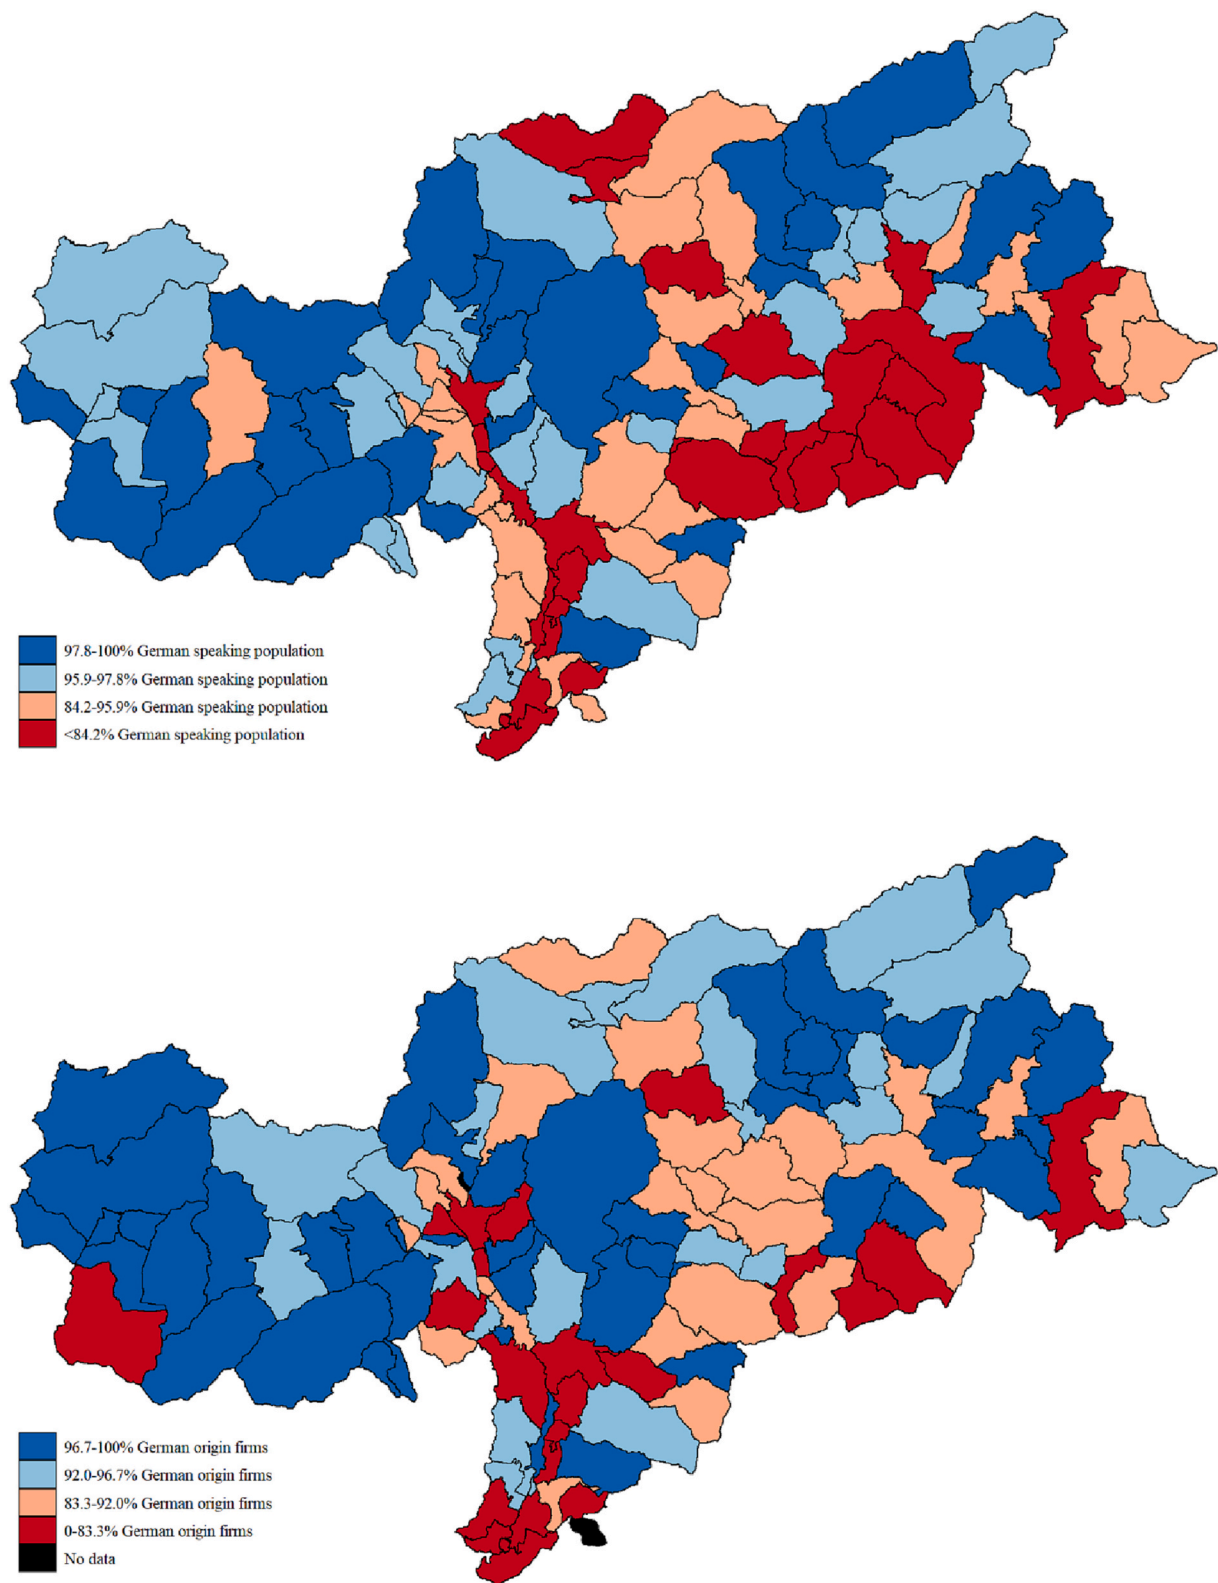 97.8-100% German speaking population
95.9-97.8% German speaking population
84.2-95.9% German speaking population
<84.2% German speaking population
96.7-100% German origin firms
92.0-96.7% German origin firms
83.3-92.0% German origin firms
0-83.3% German origin firms
No data